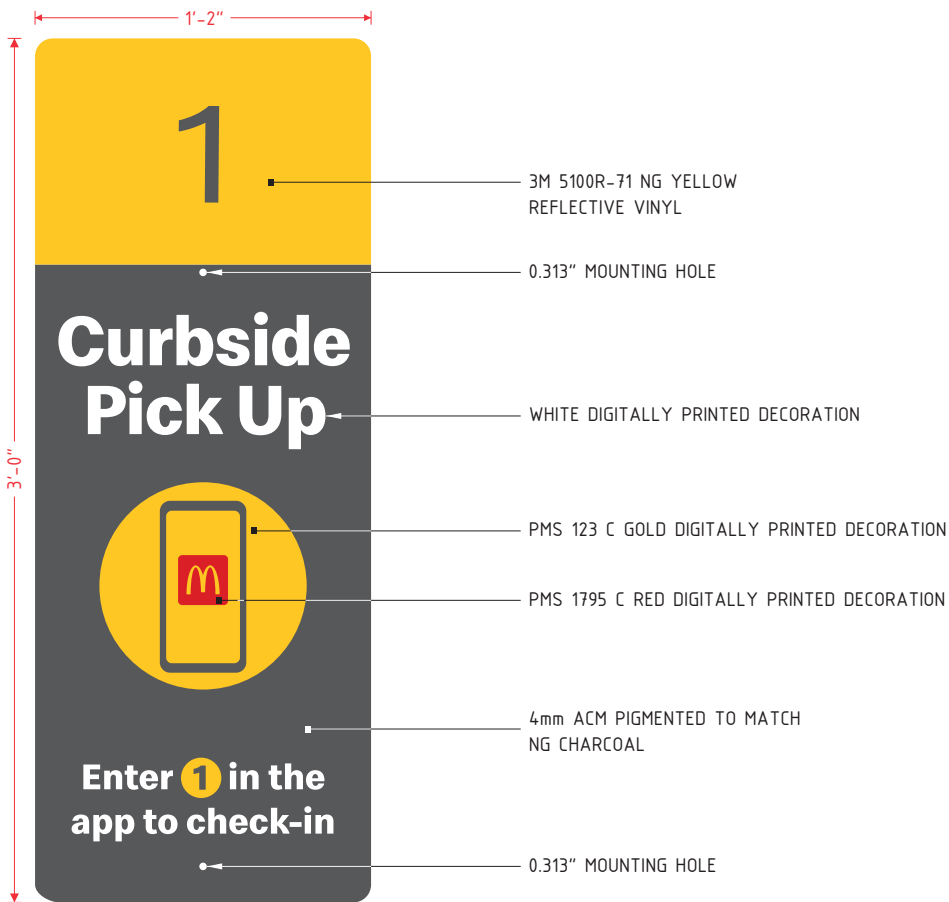 1'-2"
1
3M 5100R-71 NG YELLOW
REFLECTIVE VINYL
0.313" MOUNTING HOLE
Curbside
Pick Up
WHITE DIGITALLY PRINTED DECORATION
3'-0"
PMS 123 C GOLD DIGITALLY PRINTED DECORATION
M
PMS 1795 C RED DIGITALLY PRINTED DECORATION
4mm ACM PIGMENTED TO MATCH
NG CHARCOAL
Enter 1 in the
app to check-in
0.313" MOUNTING HOLE